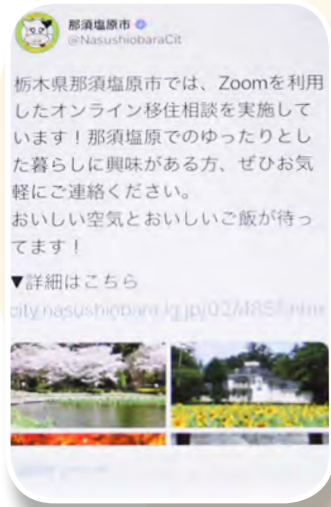 那須塩原市
@NasushiobaraCit
栃木県那須塩原市では、Zoomを利用
したオンライン移住相談を実施して
います！那須塩原でのゆったりとし
た暮らしに興味がある方、ぜひお気
軽にご連絡ください。
おいしい空気とおいしいご飯が待っ
てます！
▼詳細はこちら
city.nasushiobara.lg.jp/02/